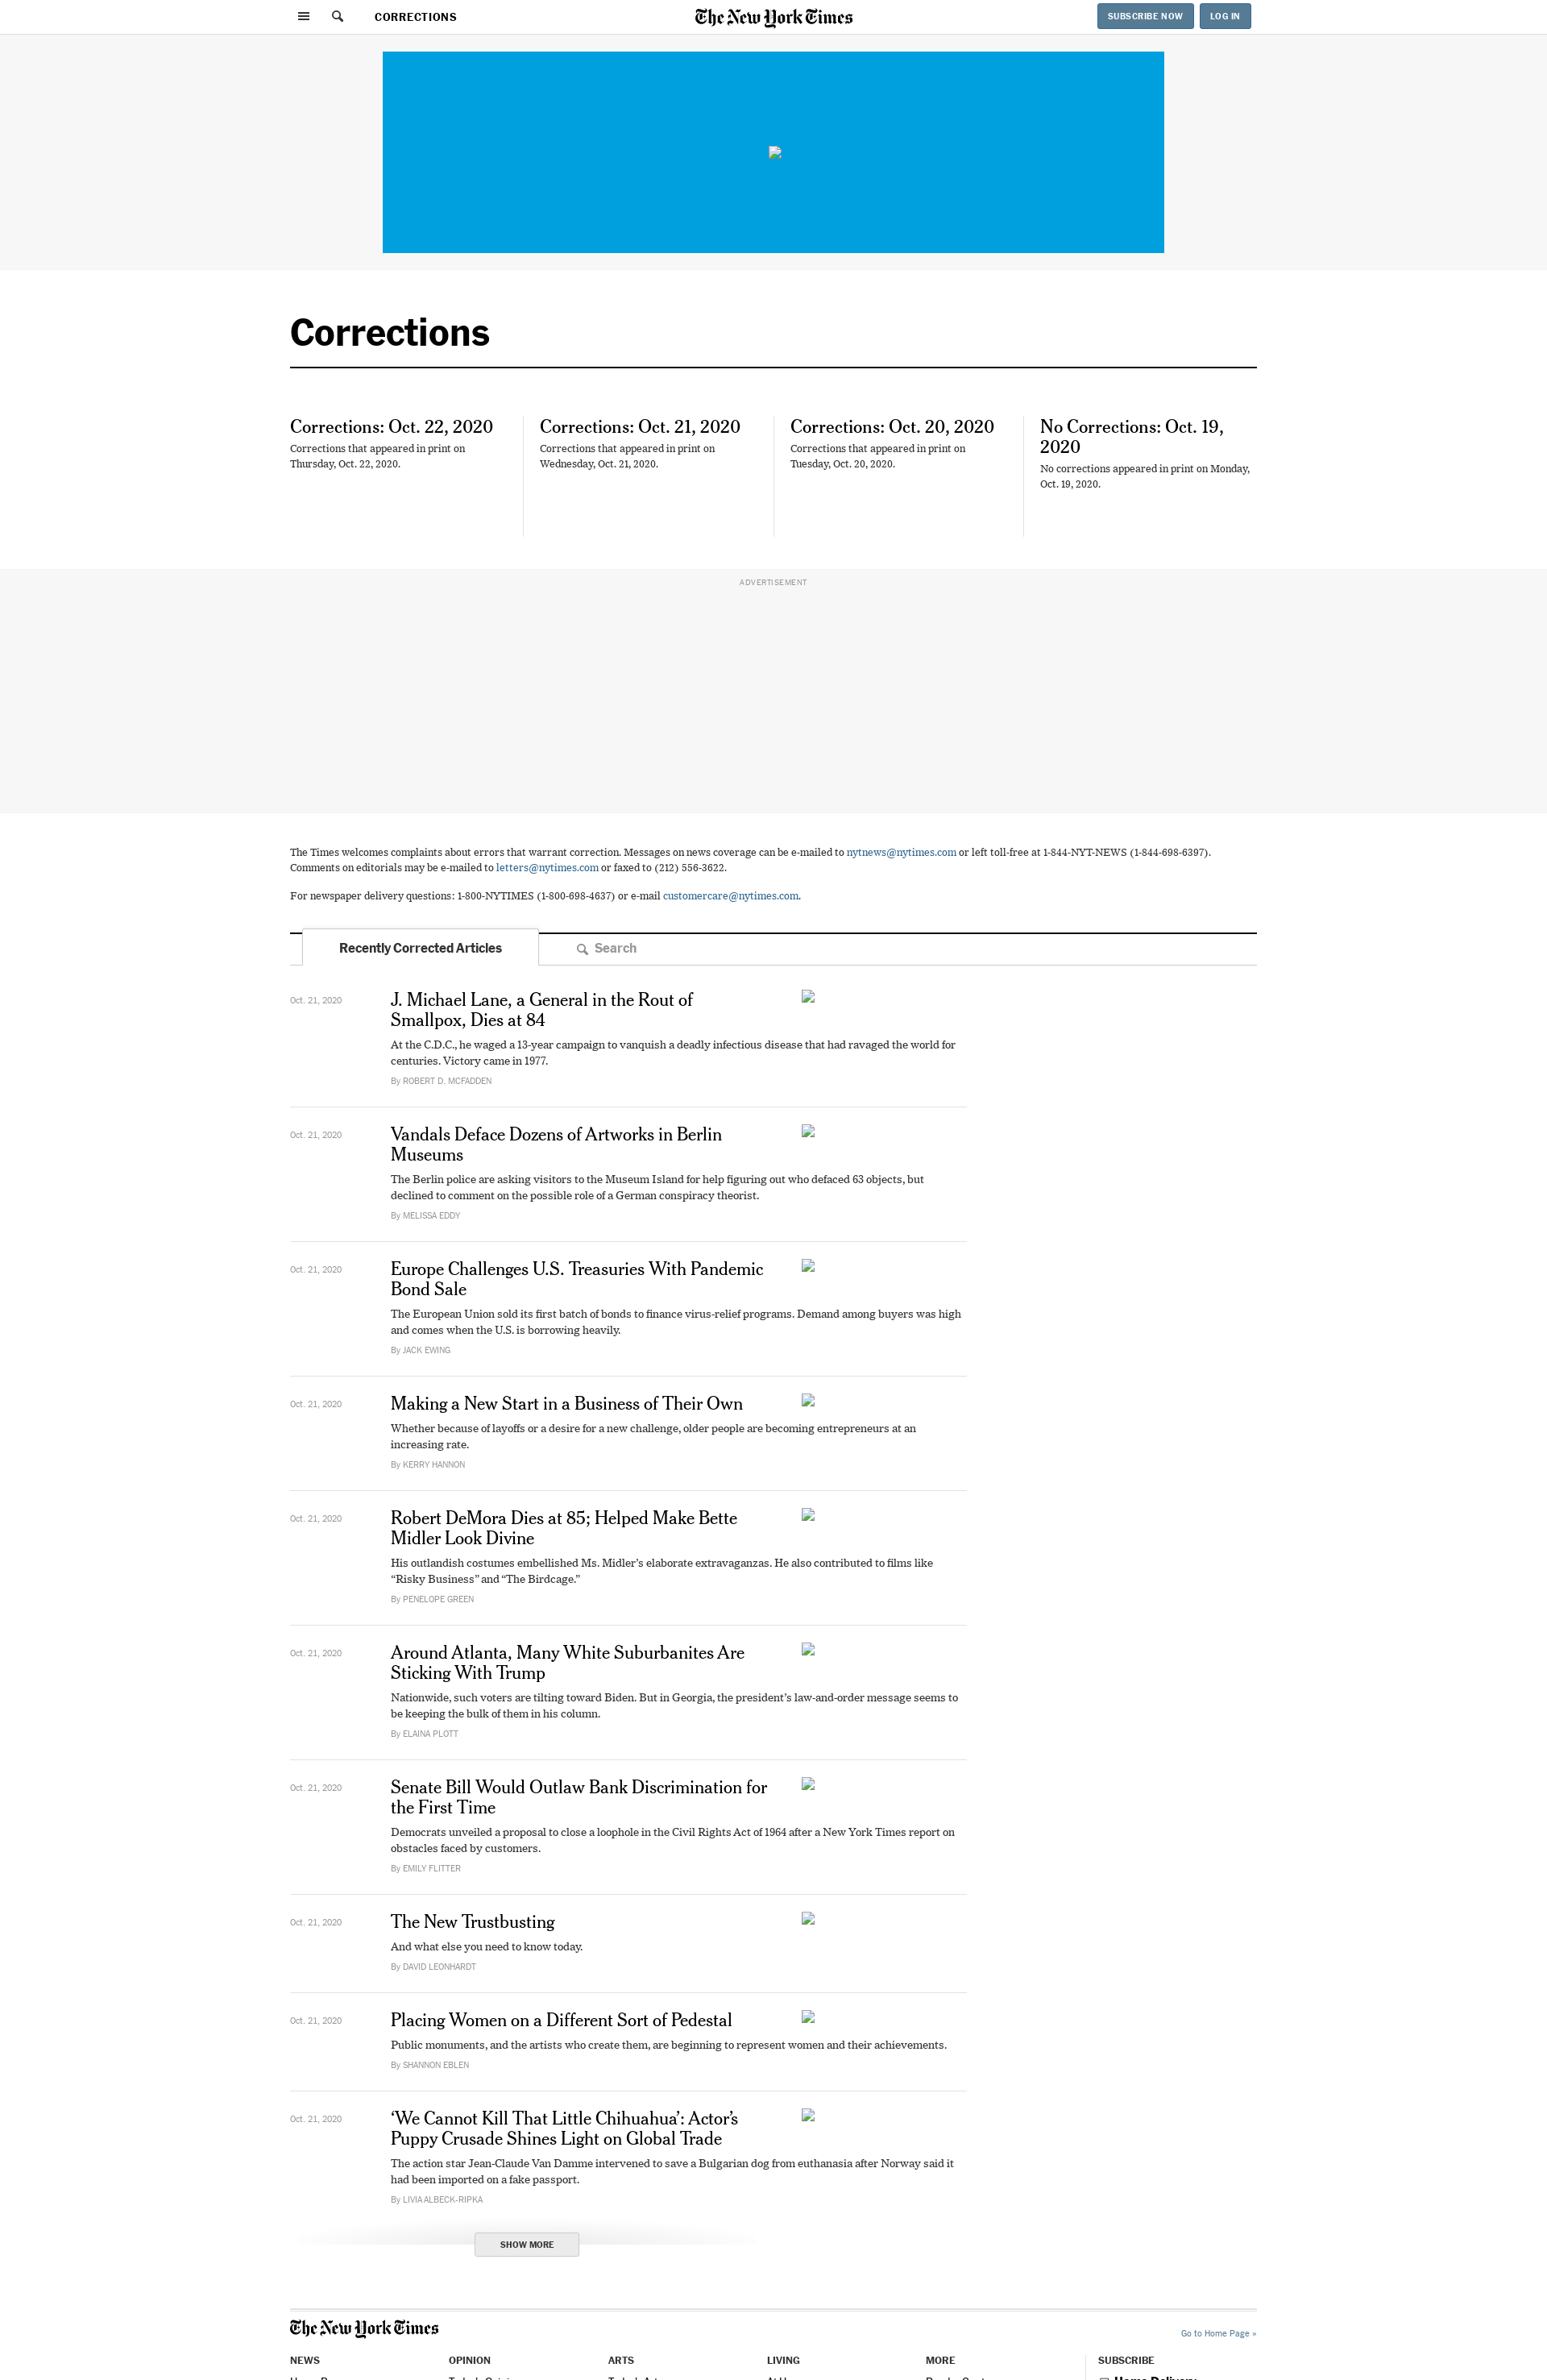 CORRECTIONS
The New York Times
SUBSCRIBE NOW
LOG IN
Corrections
Corrections: Oct. 22, 2020
Corrections that appeared in print on
Thursday, Oct. 22, 2020.
Corrections: Oct. 21, 2020
Corrections that appeared in print on
Wednesday, Oct. 21, 2020.
Corrections: Oct. 20, 2020
Corrections that appeared in print on
Tuesday, Oct. 20, 2020.
No Corrections: Oct. 19,
2020
No corrections appeared in print on Monday,
Oct. 19, 2020.
ADVERTISEMENT
The Times welcomes complaints about errors that warrant correction. Messages on news coverage can be e-mailed to nytnews@nytimes.com or left toll-free at 1-844-NYT-NEWS (1-844-698-6397).
Comments on editorials may be e-mailed to letters@nytimes.com or faxed to (212) 556-3622.
For newspaper delivery questions: 1-800-NYTIMES (1-800-698-4637) or e-mail customercare@nytimes.com.
Recently Corrected Articles
Search
Oct. 21, 2020
J. Michael Lane, a General in the Rout of
Smallpox, Dies at 84
At the C.D.C., he waged a 13-year campaign to vanquish a deadly infectious disease that had ravaged the world for
centuries. Victory came in 1977.
By ROBERT D. MCFADDEN
Oct. 21, 2020
Vandals Deface Dozens of Artworks in Berlin
Museums
The Berlin police are asking visitors to the Museum Island for help figuring out who defaced 63 objects, but
declined to comment on the possible role of a German conspiracy theorist.
By MELISSA EDDY
Oct. 21, 2020
Europe Challenges U.S. Treasuries With Pandemic
Bond Sale
The European Union sold its first batch of bonds to finance virus-relief programs. Demand among buyers was high
and comes when the U.S. is borrowing heavily.
By JACK EWING
Oct. 21, 2020
Making a New Start in a Business of Their Own
Whether because of layoffs or a desire for a new challenge, older people are becoming entrepreneurs at an
increasing rate.
By KERRY HANNON
Oct. 21, 2020
Robert DeMora Dies at 85; Helped Make Bette
Midler Look Divine
His outlandish costumes embellished Ms. Midler’s elaborate extravaganzas. He also contributed to films like
“Risky Business” and “The Birdcage.”
By PENELOPE GREEN
Oct. 21, 2020
Around Atlanta, Many White Suburbanites Are
Sticking With Trump
Nationwide, such voters are tilting toward Biden. But in Georgia, the president’s law-and-order message seems to
be keeping the bulk of them in his column.
By ELAINA PLOTT
Oct. 21, 2020
Senate Bill Would Outlaw Bank Discrimination for
the First Time
Democrats unveiled a proposal to close a loophole in the Civil Rights Act of 1964 after a New York Times report on
obstacles faced by customers.
By EMILY FLITTER
Oct. 21, 2020
The New Trustbusting
And what else you need to know today.
By DAVID LEONHARDT
Oct. 21, 2020
Placing Women on a Different Sort of Pedestal
Public monuments, and the artists who create them, are beginning to represent women and their achievements.
By SHANNON EBLEN
Oct. 21, 2020
‘We Cannot Kill That Little Chihuahua’: Actor’s
Puppy Crusade Shines Light on Global Trade
The action star Jean-Claude Van Damme intervened to save a Bulgarian dog from euthanasia after Norway said it
had been imported on a fake passport.
By LIVIA ALBECK-RIPKA
SHOW MORE
The New York Times
Go to Home Page »
NEWS
OPINION
ARTS
LIVING
MORE
SUBSCRIBE